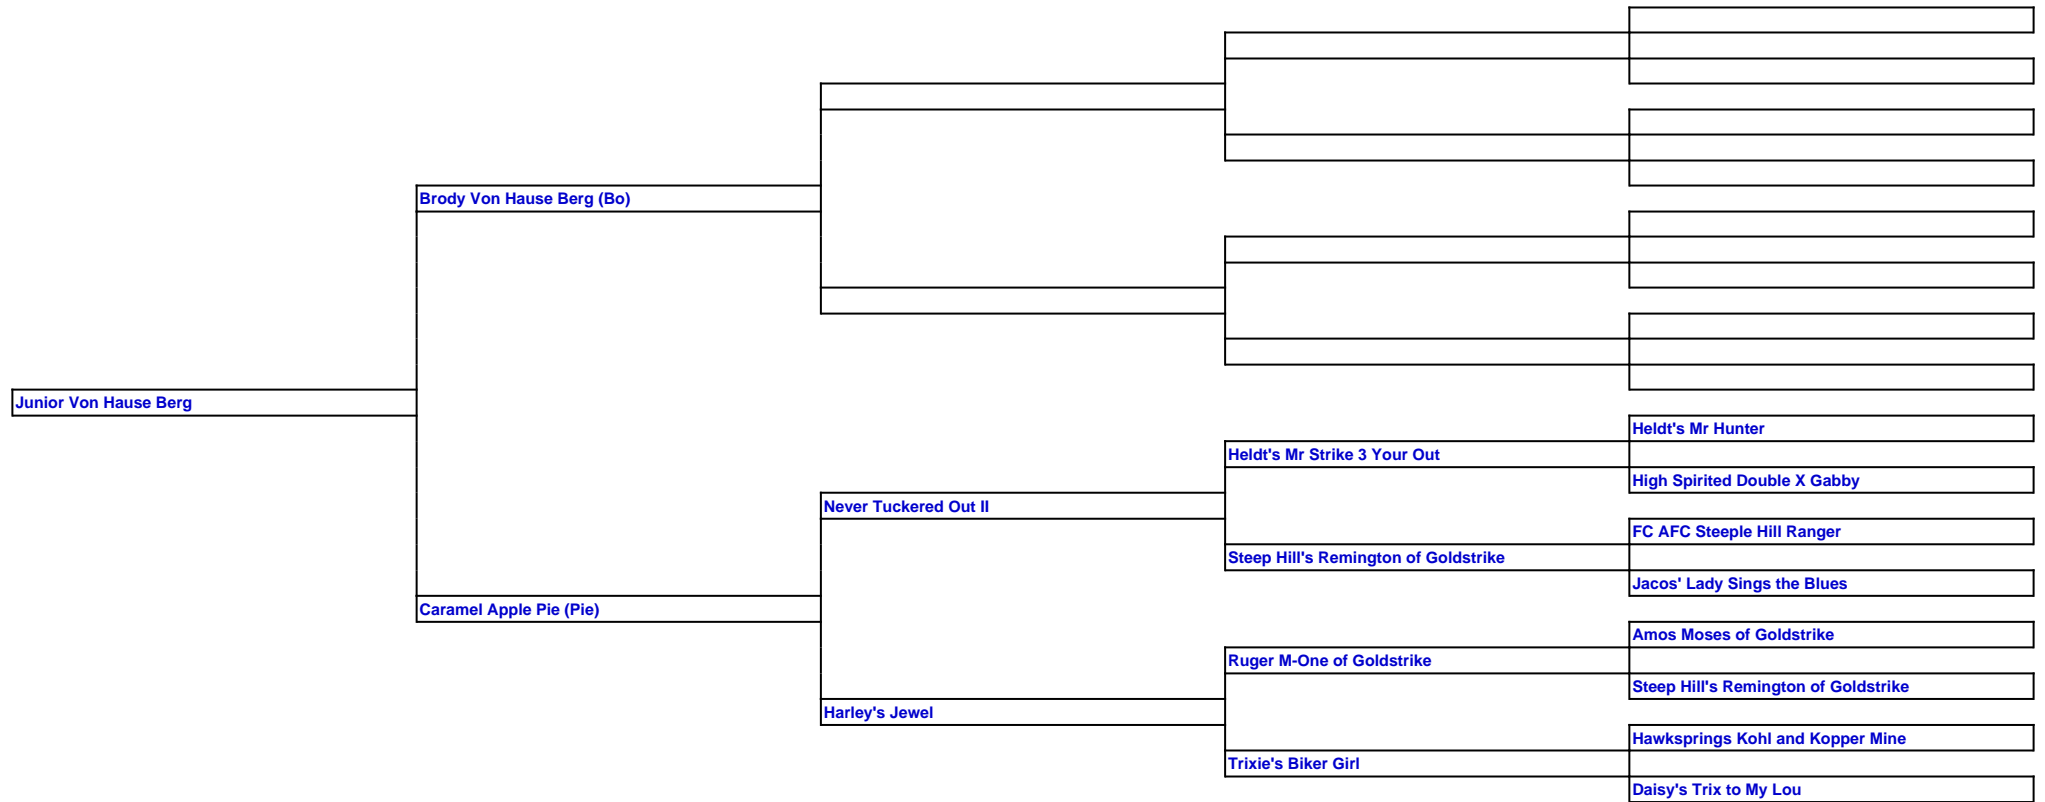 Brody Von Hause Berg (Bo)
Junior Von Hause Berg
Heldt's Mr Hunter
Heldt's Mr Strike 3 Your Out
High Spirited Double X Gabby
Never Tuckered Out II
FC AFC Steeple Hill Ranger
Steep Hill's Remington of Goldstrike
Jacos' Lady Sings the Blues
Caramel Apple Pie (Pie)
Amos Moses of Goldstrike
Ruger M-One of Goldstrike
Steep Hill's Remington of Goldstrike
Harley's Jewel
Hawksprings Kohl and Kopper Mine
Trixie's Biker Girl
Daisy's Trix to My Lou